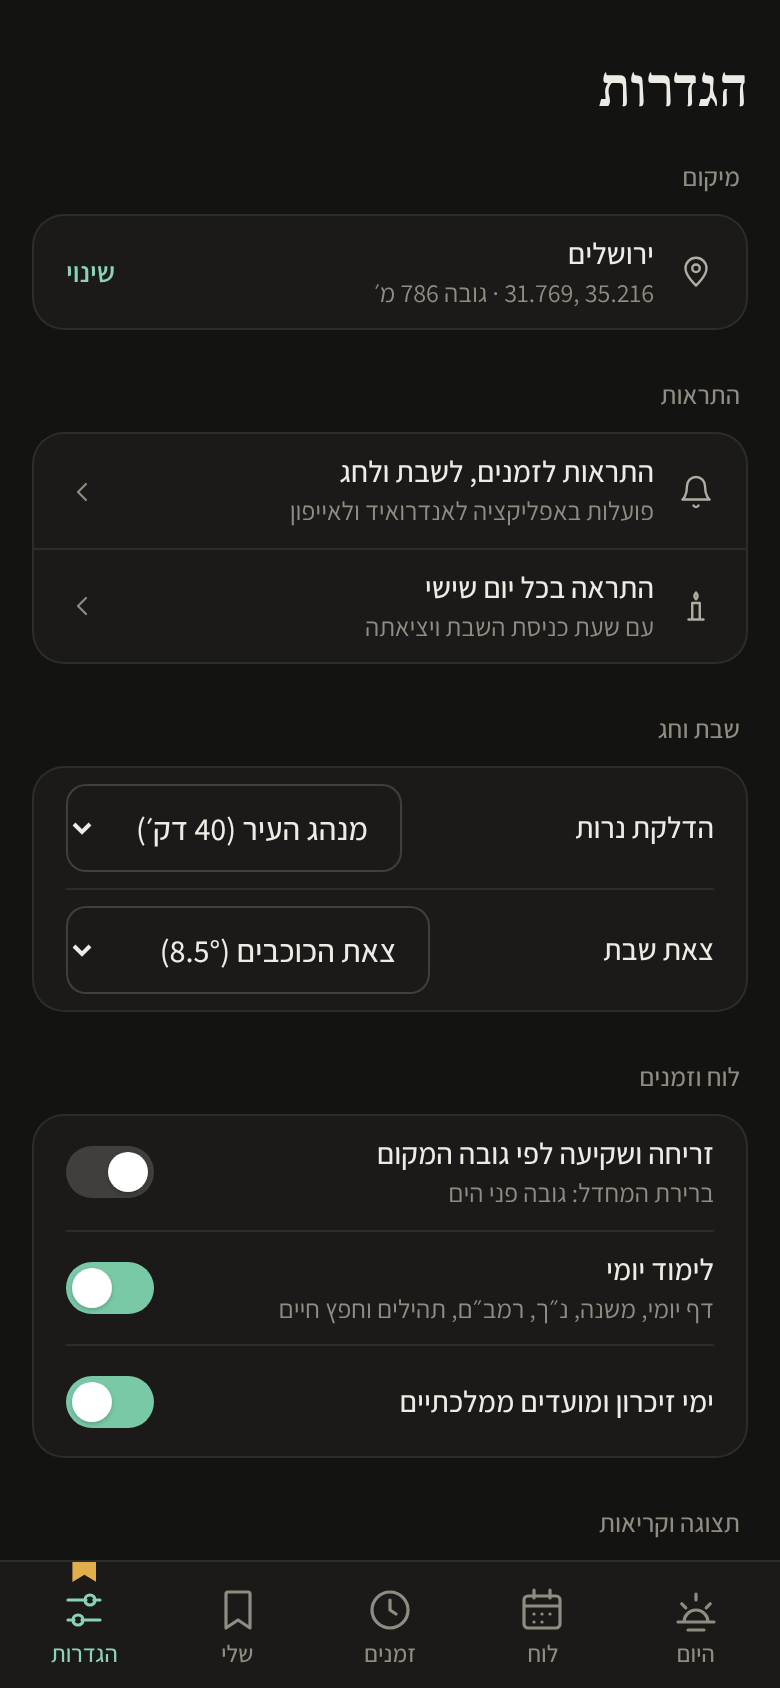 הגדרות
מיקום
ירושלים
31.769, 35.216 · גובה 786 מ׳
שינוי
התראות
התראות לזמנים, לשבת ולחג
פועלות באפליקציה לאנדרואיד ולאייפון
התראה בכל יום שישי
עם שעת כניסת השבת ויציאתה
שבת וחג
הדלקת נרות
מנהג העיר (40 דק׳)
צאת שבת
צאת הכוכבים (8.5°)
לוח וזמנים
זריחה ושקיעה לפי גובה המקום
ברירת המחדל: גובה פני הים
לימוד יומי
דף יומי, משנה, נ״ך, רמב״ם, תהילים וחפץ חיים
ימי זיכרון ומועדים ממלכתיים
תצוגה וקריאות
היום
לוח
זמנים
שלי
הגדרות